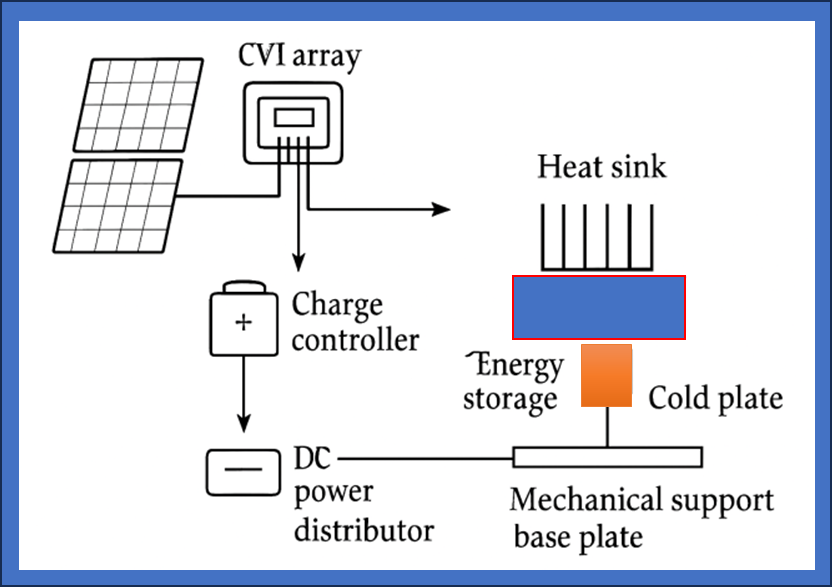 CVI array
Heat sink
+
Charge
controller
Energy
storage
Cold plate
DC
power
distributor
Mechanical support
base plate